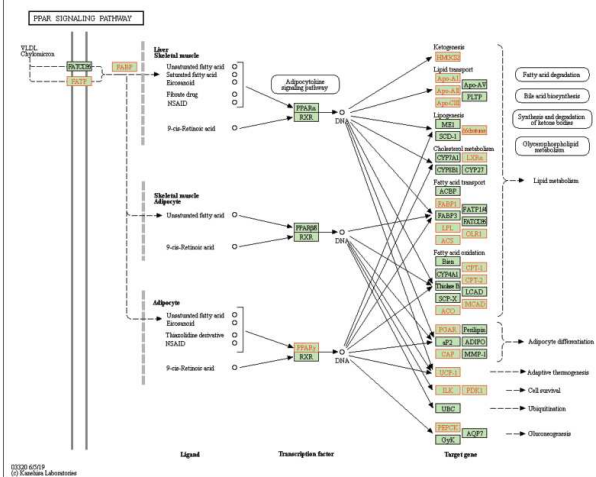 PPAR SIGNALING PATHWAY
VLDL
Chylomicron
FATCD36
FATP
FABP
Liver
Skeletal muscle
Unsaturated fatty acid
Saturated fatty acid
Eicosanoid
Fibrate drug
NSAID
9-cis-Retinoic acid
Adipocytokine
signaling pathway
PPARα
RXR
DNA
Skeletal muscle
Adipocyte
Unsaturated fatty acid
9-cis-Retinoic acid
PPARβ/δ
RXR
DNA
Adipocyte
Unsaturated fatty acid
Eicosanoid
Thiazolidine derivative
NSAID
9-cis-Retinoic acid
PPARγ
RXR
DNA
Ketogenesis
HMGCS2
Lipid transport
Apo-AI
Apo-AII
Apo-AV
Apo-CIII
PLTP
Lipogenesis
ME1
SCD-1
Cholesterol metabolism
CYP7A1
LXRα
CYP8B1
CYP27
Fatty acid transport
ACBP
FABP1
FABP3
FATP1/4
FATCD36
LPL
OLR1
ACS
Fatty acid oxidation
Bien
CPT-1
CYP4A1
CPT-2
Thiolase B
LCAD
SCP-X
MCAD
ACO
PGAR
Perilipin
aP2
ADIPO
CAP
MMP-1
UCP-1
ILK
PDK1
UBC
PEPCK
AQP7
GyK
Fatty acid degradation
Bile acid biosynthesis
Synthesis and degradation
of ketone bodies
Glycerophospholipid
metabolism
Lipid metabolism
Adipocyte differentiation
Adaptive thermogenesis
Cell survival
Ubiquitination
Gluconeogenesis
Ligand
Transcription factor
Target gene
03320 6/5/19
(c) Kanehisa Laboratories